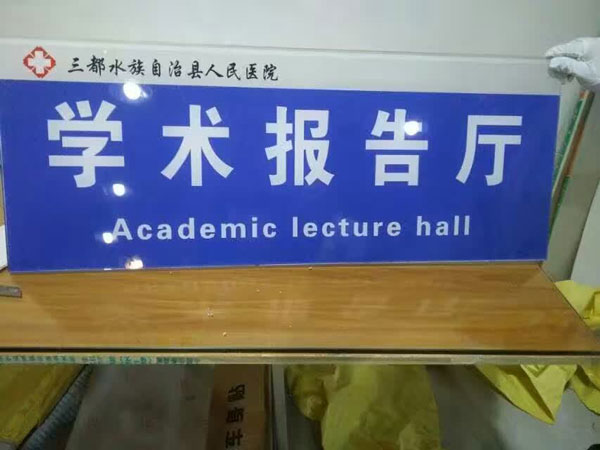 三都水族自治县人民医院
学术报告厅
Academic lecture hall